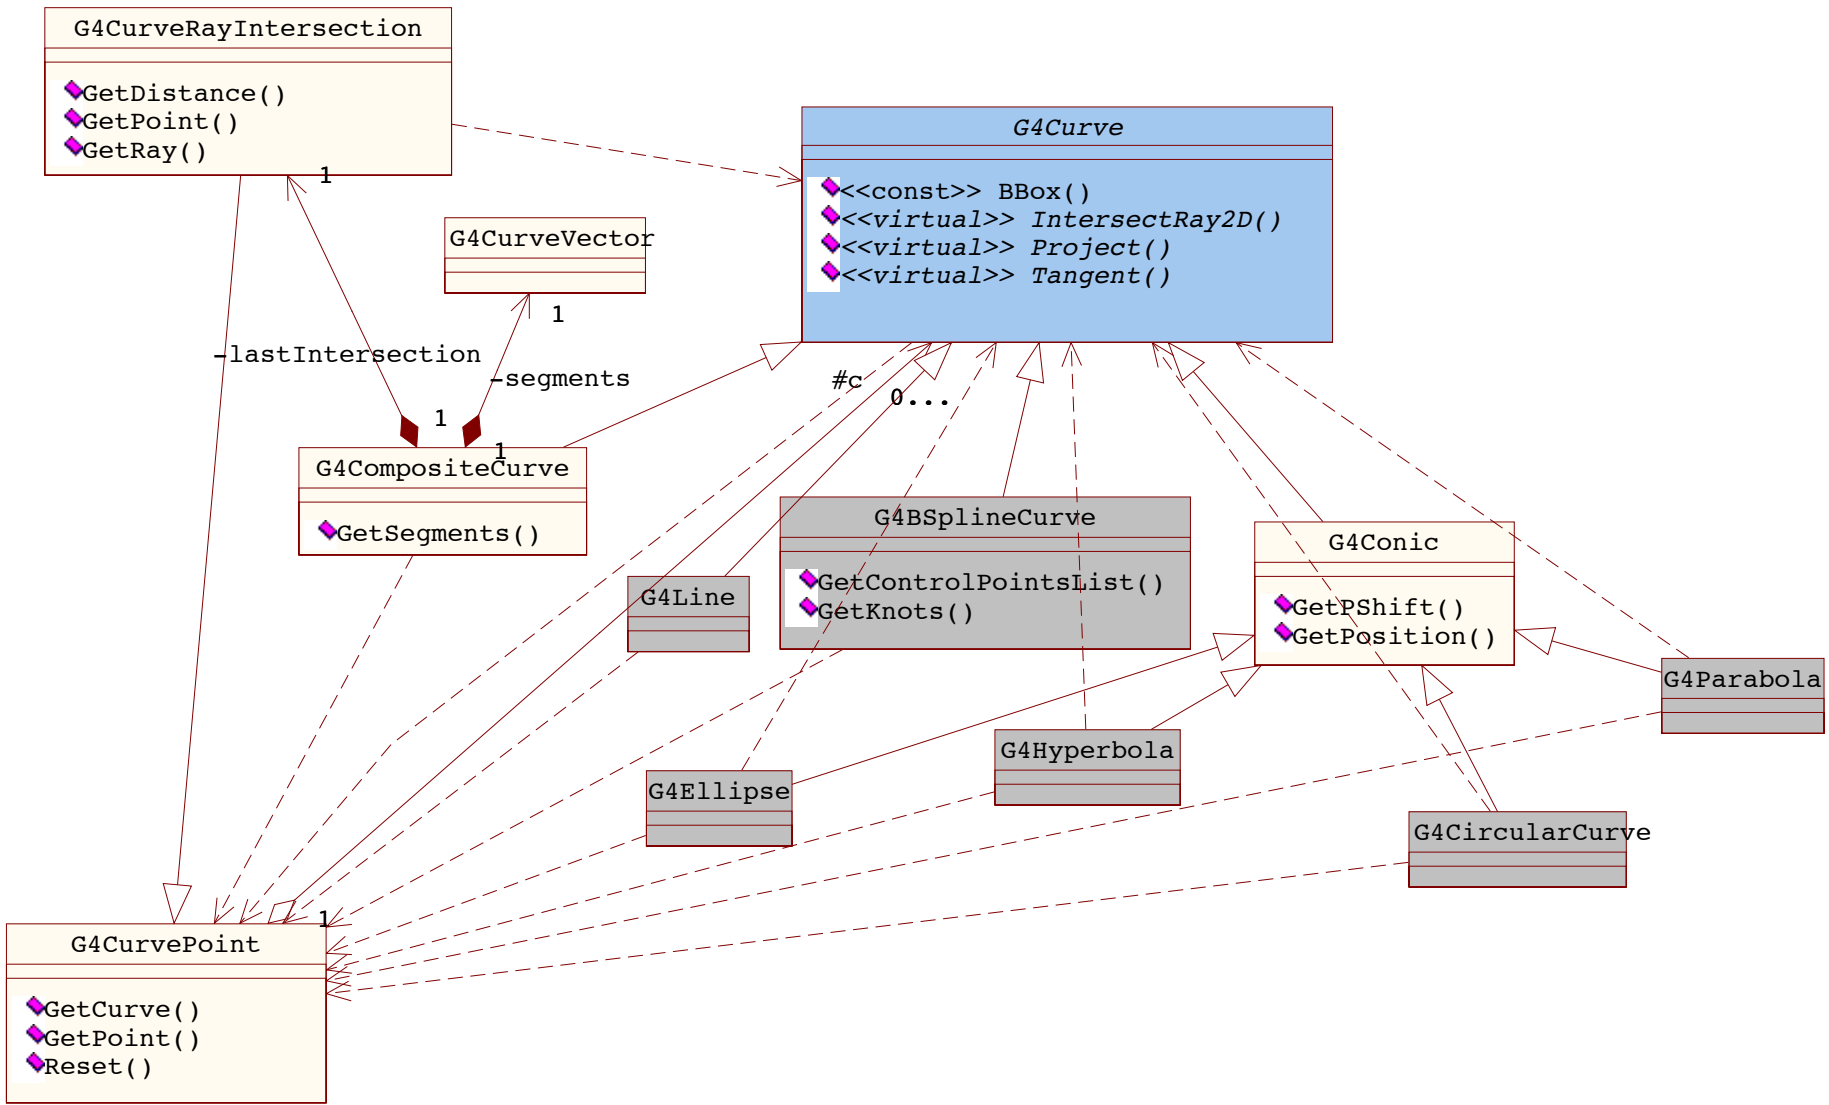 G4CurveRayIntersection
GetDistance()
GetPoint()
GetRay()
1
G4Curve
<<const>> BBox()
<<virtual>> IntersectRay2D()
<<virtual>> Project()
<<virtual>> Tangent()
G4CurveVector
1
-lastIntersection
-segments
#c
0...
1
1
G4CompositeCurve
GetSegments()
G4BSplineCurve
GetControlPointsList()
GetKnots()
G4Conic
GetPShift()
GetPosition()
G4Line
G4Parabola
G4Hyperbola
G4Ellipse
G4CircularCurve
1
G4CurvePoint
GetCurve()
GetPoint()
Reset()